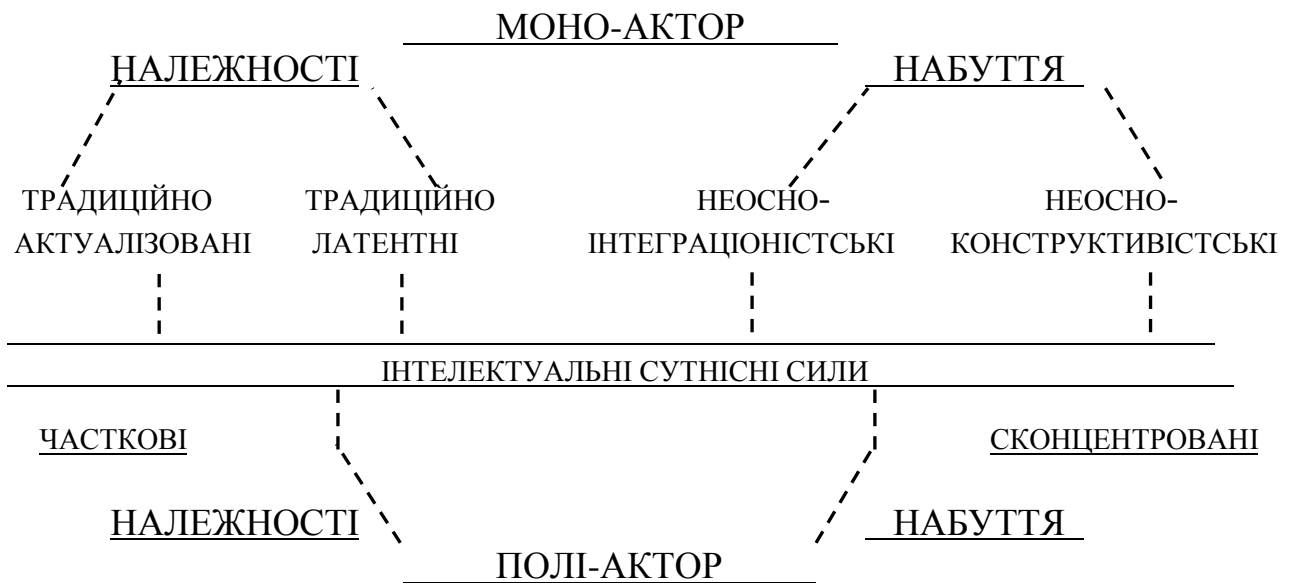 МОНО-АКТОР
НАЛЕЖНОСТІ НАБУТТЯ
ТРАДИЦІЙНО ТРАДИЦІЙНО НЕОСНО- НЕОСНО-
АКТУАЛІЗОВАНІ ЛАТЕНТНІ ІНТЕГРАЦІОНІСТСЬКІ КОНСТРУКТИВІСТСЬКІ
ІНТЕЛЕКТУАЛЬНІ СУТНІСНІ СИЛИ
ЧАСТКОВІ СКОНЦЕНТРОВАНІ
НАЛЕЖНОСТІ НАБУТТЯ
ПОЛІ-АКТОР